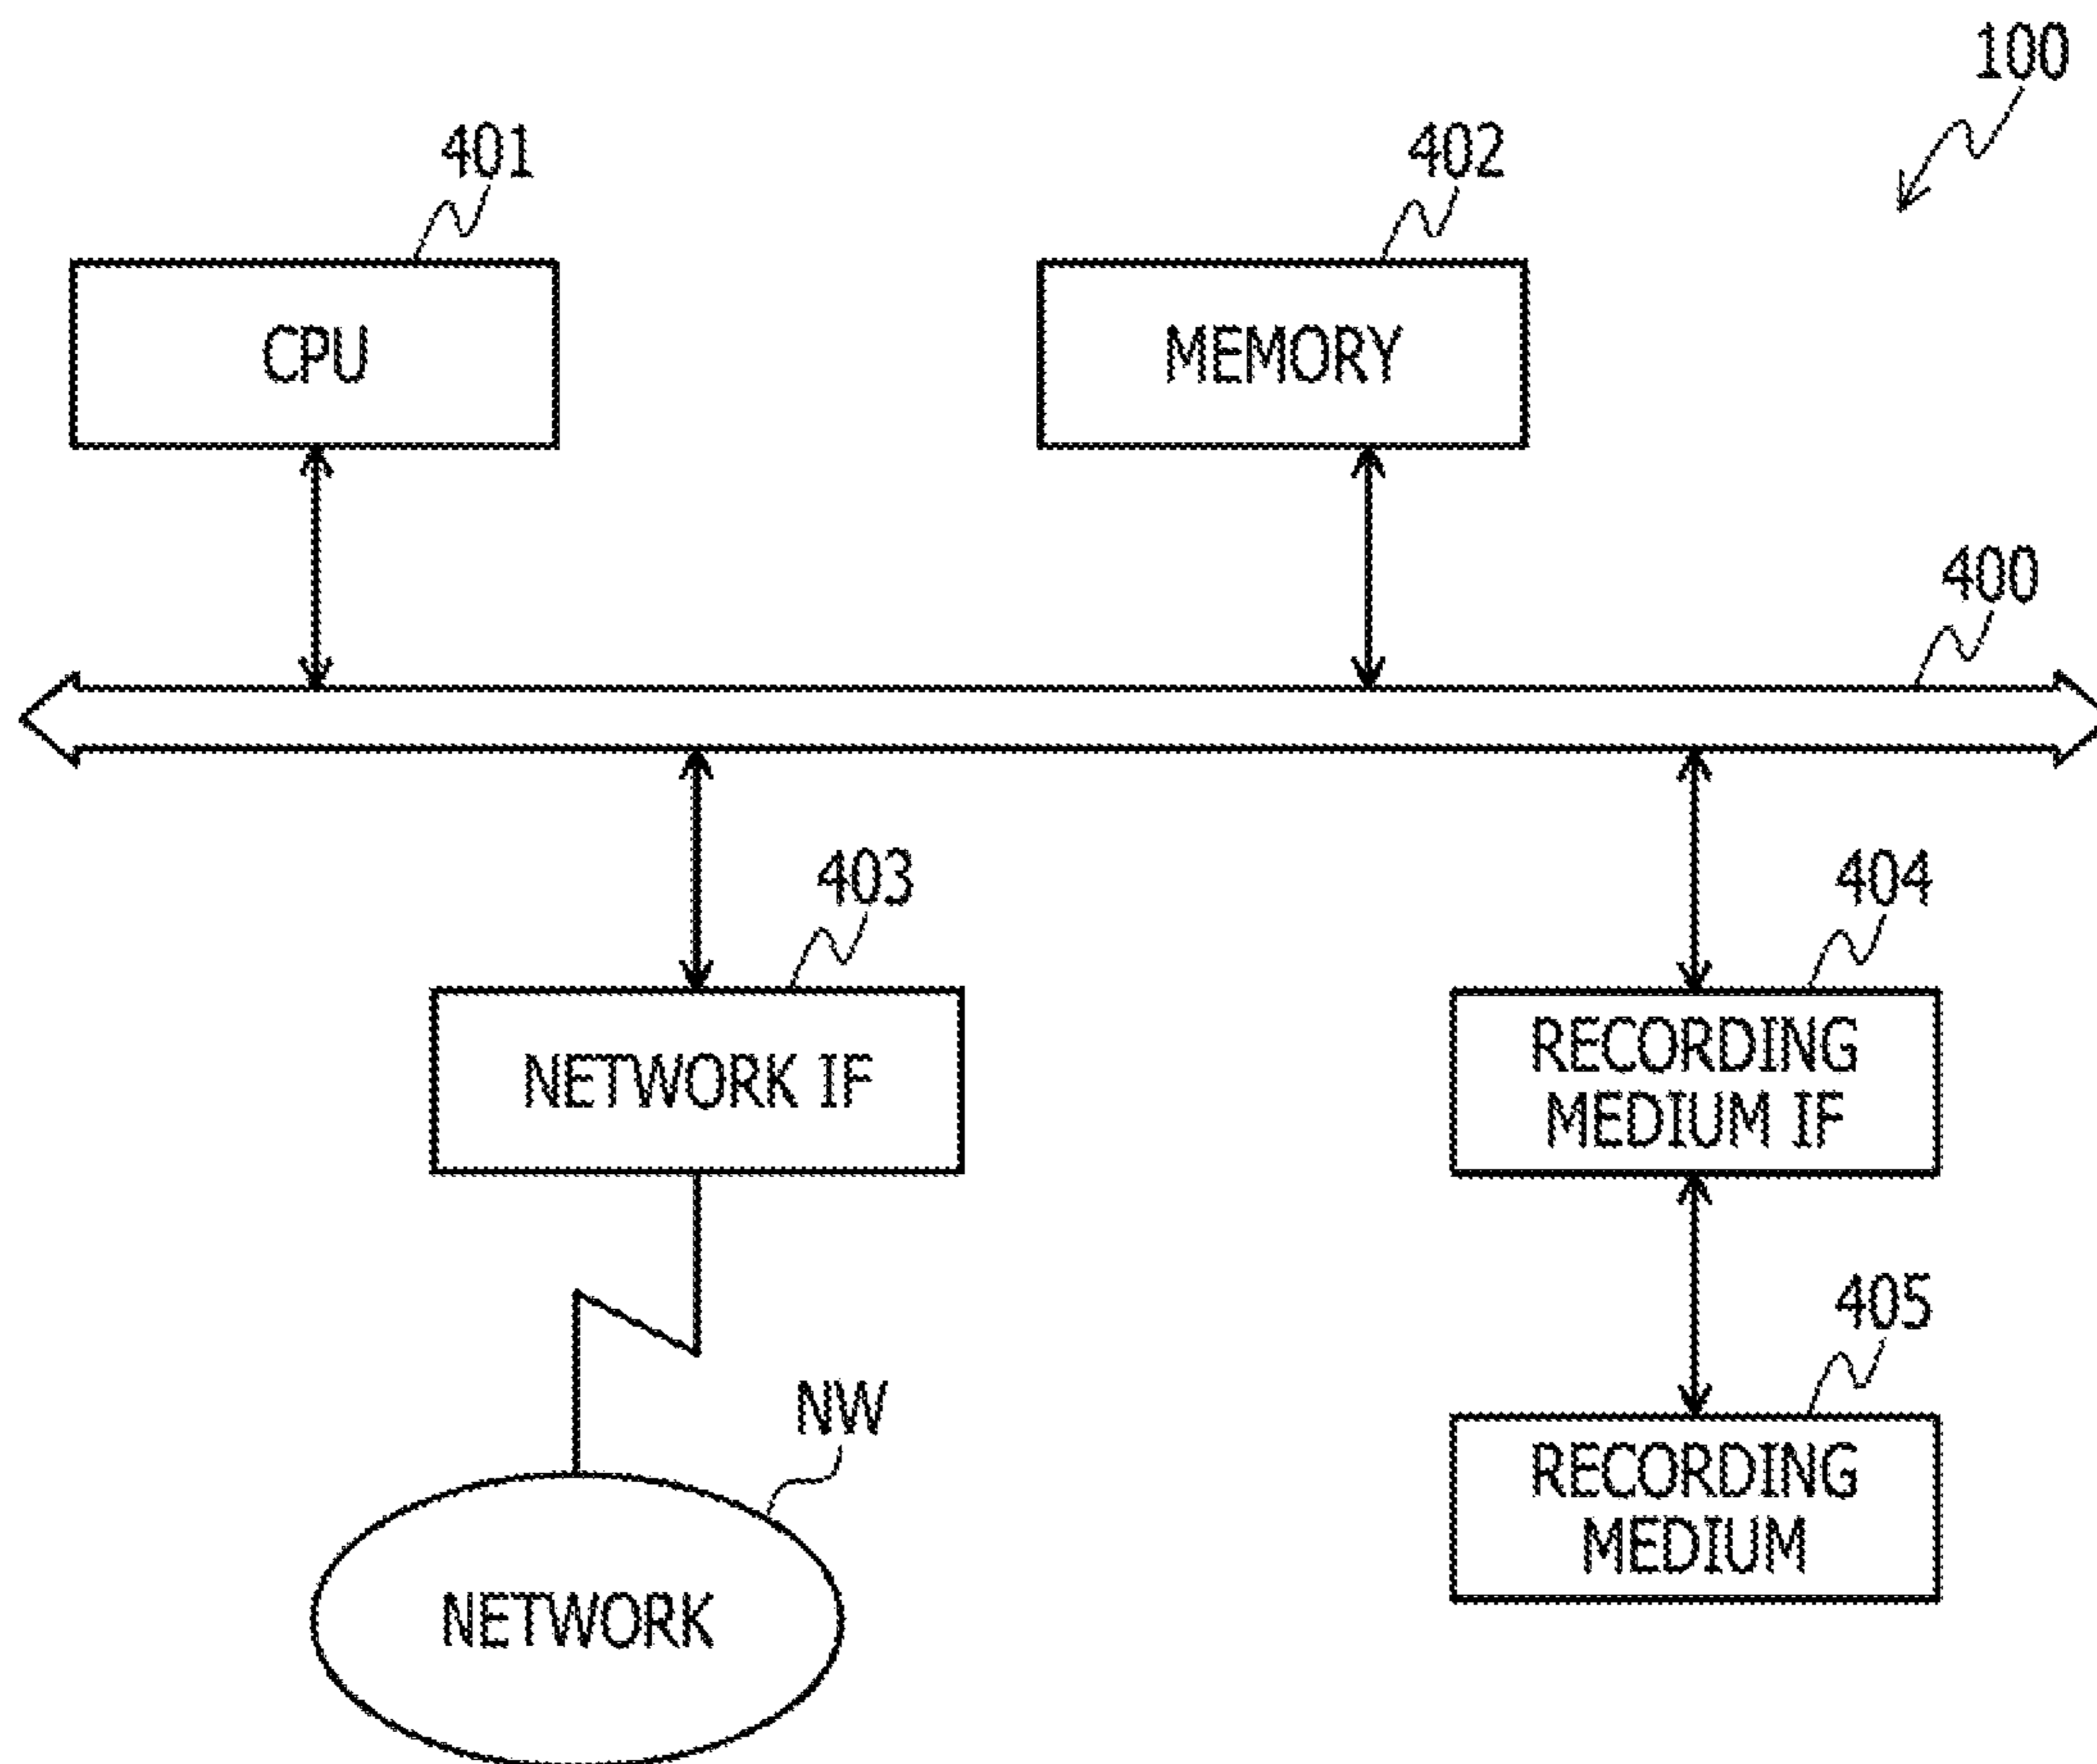 100
401
402
CPU
MEMORY
400
403
404
NETWORK IF
RECORDING
MEDIUM IF
405
NW
RECORDING
MEDIUM
NETWORK